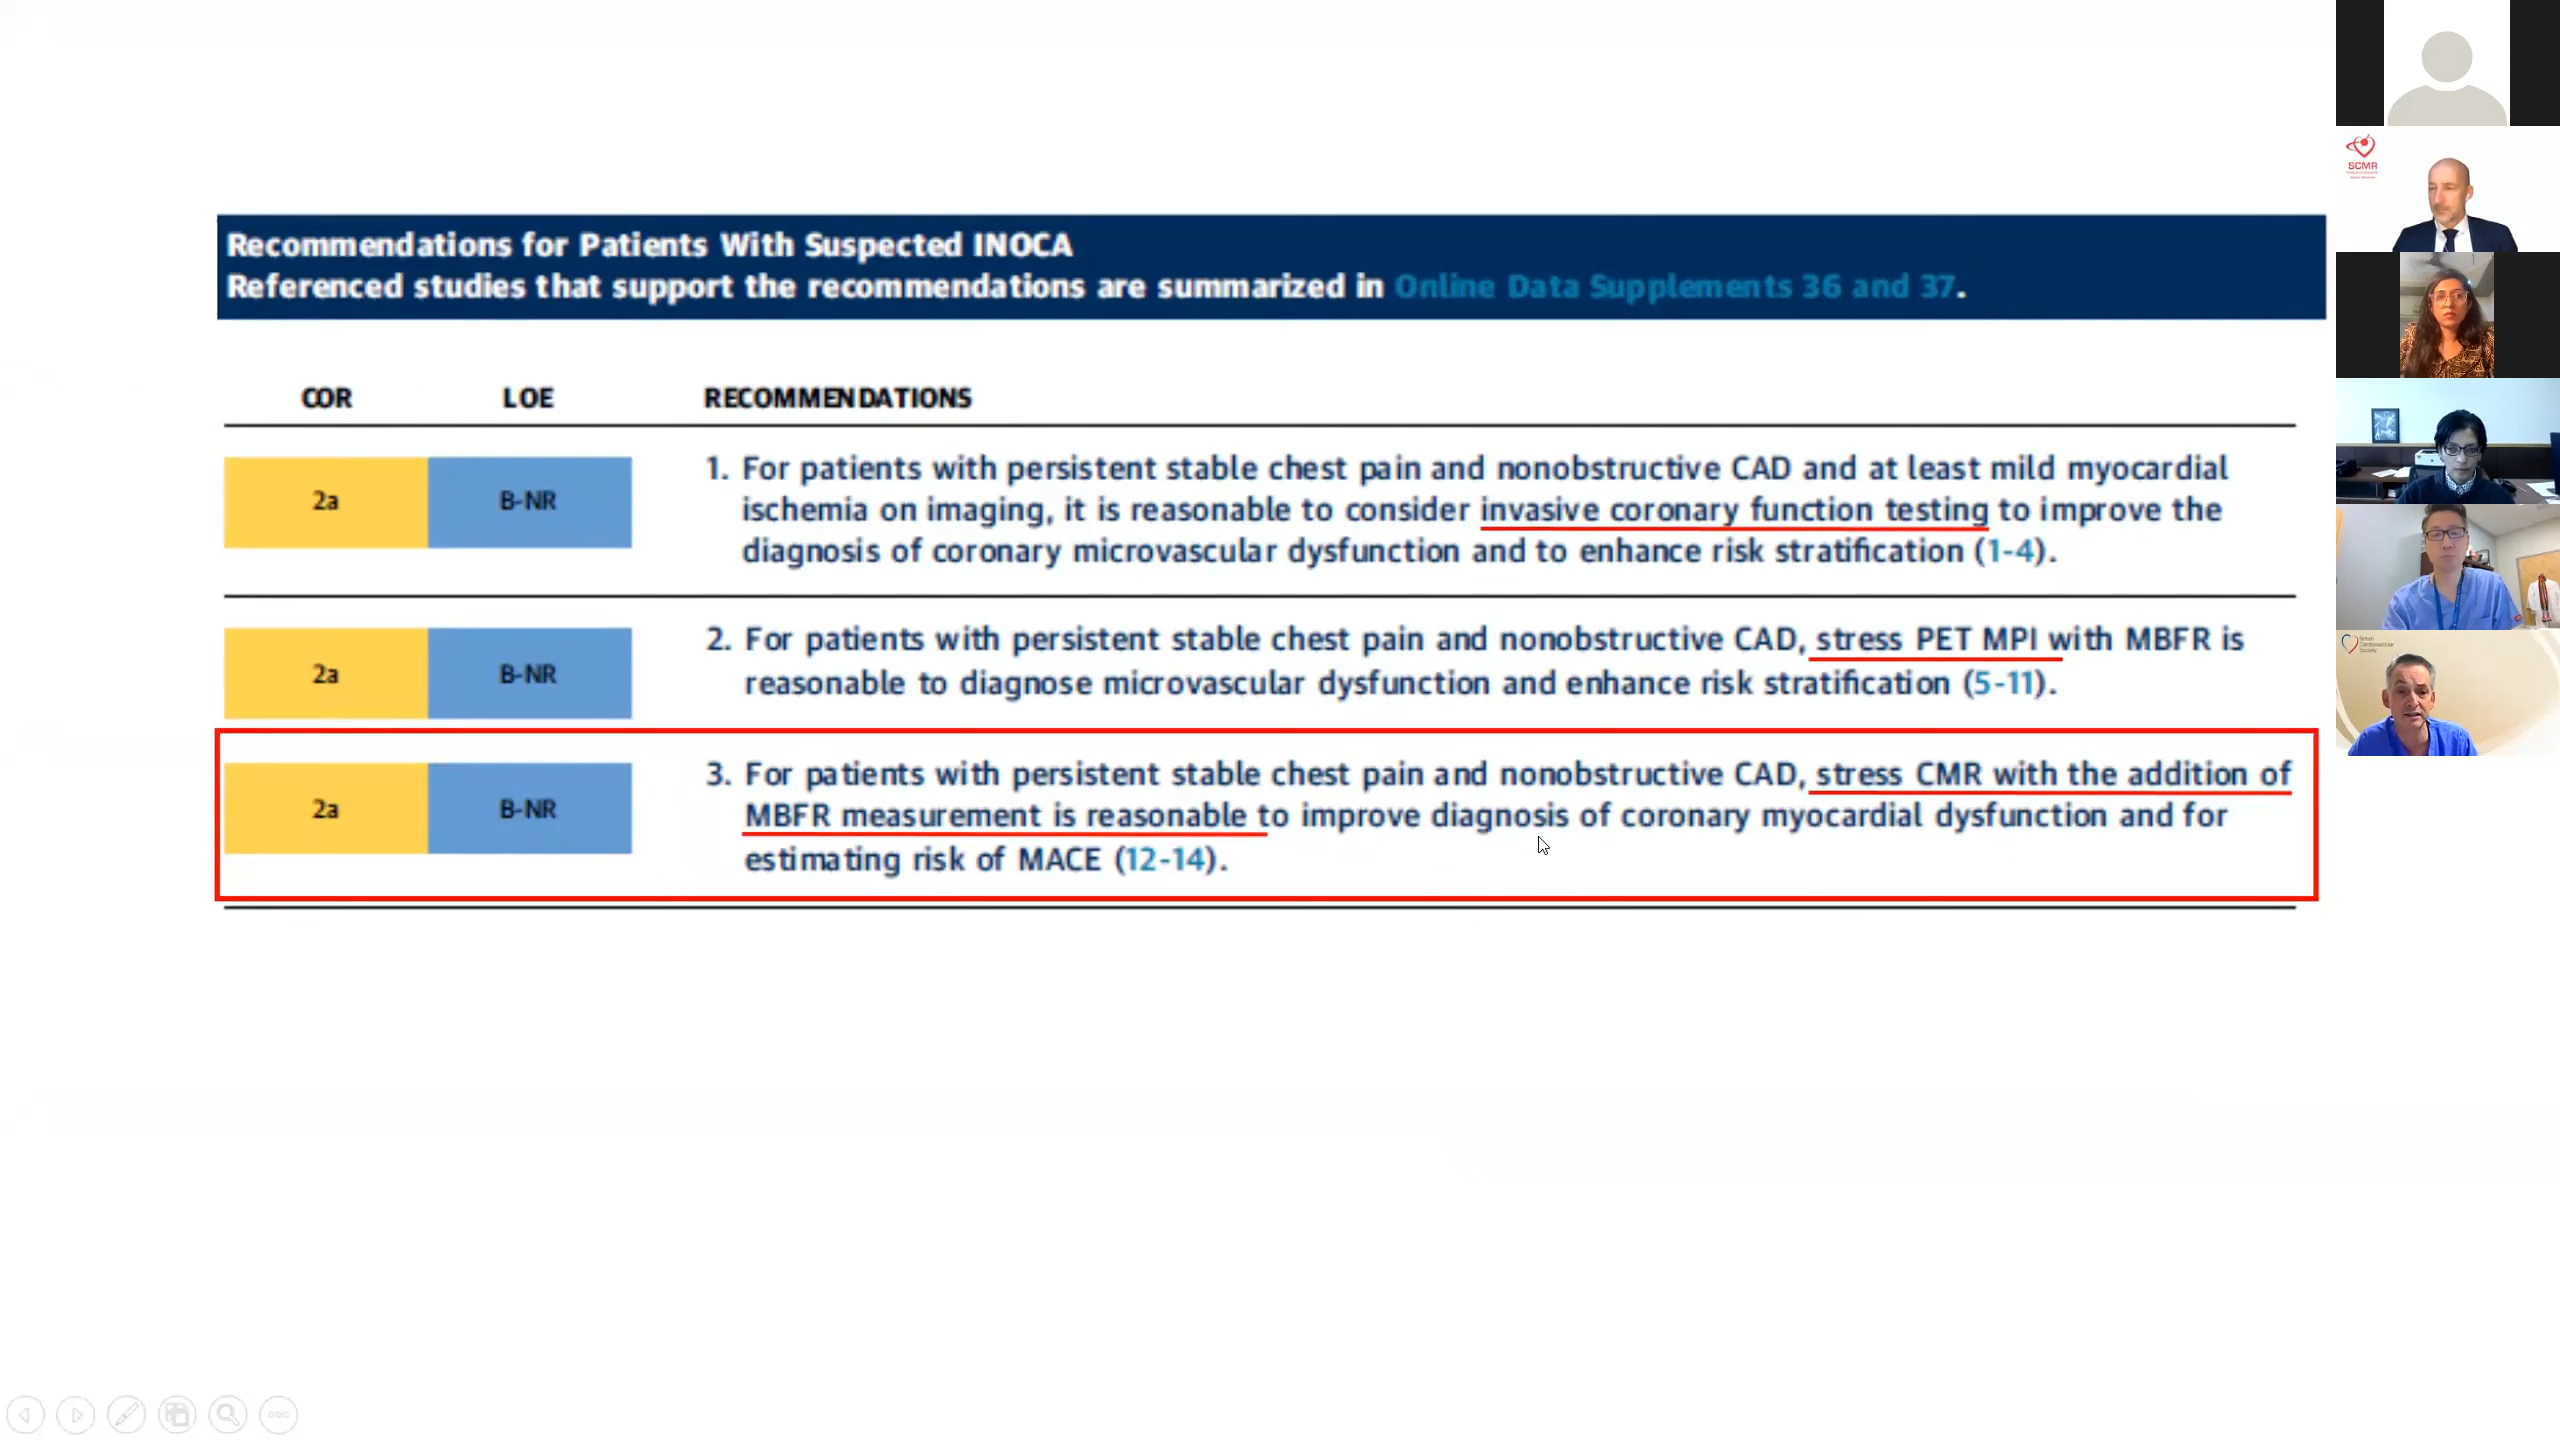 Recommendations for Patients With Suspected INOCA
Referenced studies that support the recommendations are summarized in Online Data Supplements 36 and 37.
COR LOE RECOMMENDATIONS
2a B-NR
1. For patients with persistent stable chest pain and nonobstructive CAD and at least mild myocardial
ischemia on imaging, it is reasonable to consider invasive coronary function testing to improve the
diagnosis of coronary microvascular dysfunction and to enhance risk stratification (1-4).
2a B-NR
2. For patients with persistent stable chest pain and nonobstructive CAD, stress PET MPI with MBFR is
reasonable to diagnose microvascular dysfunction and enhance risk stratification (5-11).
2a B-NR
3. For patients with persistent stable chest pain and nonobstructive CAD, stress CMR with the addition of
MBFR measurement is reasonable to improve diagnosis of coronary myocardial dysfunction and for
estimating risk of MACE (12-14).
SCMR
British
Cardiovascular
Society